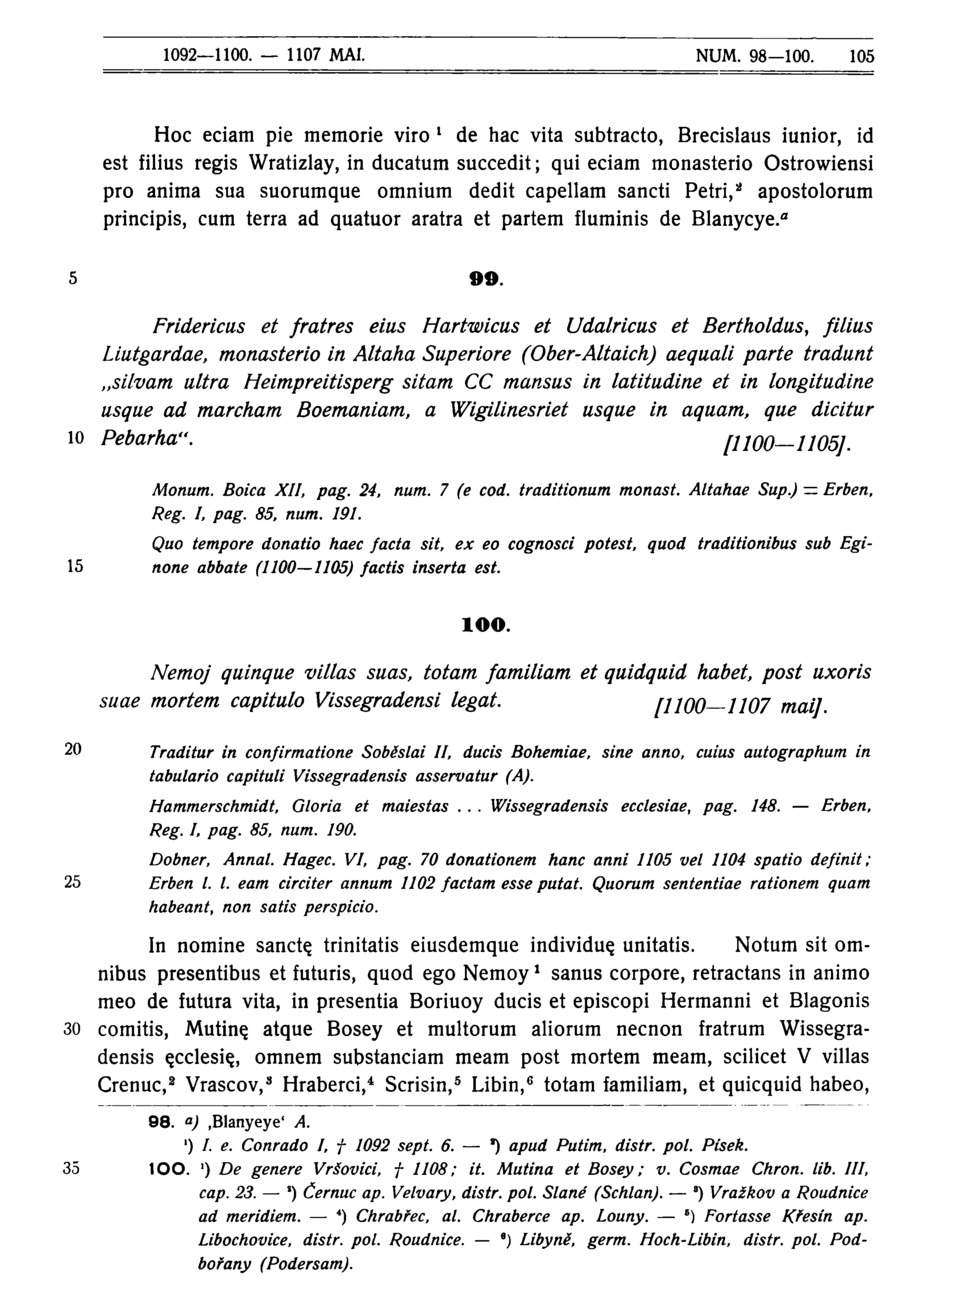 1092—1100. — 1107 MAI. NUM. 98—100. 105
Hoc eciam pie memorie viro ¹ de hac vita subtracto, Brecislaus iunior, id
est filius regis Wratizlay, in ducatum succedit; qui eciam monasterio Ostrowiensi
pro anima sua suorumque omnium dedit capellam sancti Petri,² apostolorum
principis, cum terra ad quatuor aratra et partem fluminis de Blanycye.ᵃ
5 99.
Fridericus et fratres eius Hartwicus et Udalricus et Bertholdus, filius
Liutgardae, monasterio in Altaha Superiore (Ober-Altaich) aequali parte tradunt
„silvam ultra Heimpreitisperg sitam CC mansus in latitudine et in longitudine
usque ad marcham Boemaniam, a Wigilinesriet usque in aquam, que dicitur
10 Pebarha“. [1100—1105].
Monum. Boica XII, pag. 24, num. 7 (e cod. traditionum monast. Altahae Sup.) = Erben,
Reg. I, pag. 85, num. 191.
Quo tempore donatio haec facta sit, ex eo cognosci potest, quod traditionibus sub Egi-
15 none abbate (1100—1105) factis inserta est.
100.
Nemoj quinque villas suas, totam familiam et quidquid habet, post uxoris
suae mortem capitulo Vissegradensi legat. [1100—1107 mai].
20 Traditur in confirmatione Soběslai II, ducis Bohemiae, sine anno, cuius autographum in
tabulario capituli Vissegradensis asservatur (A).
Hammerschmidt, Gloria et maiestas . . . Wissegradensis ecclesiae, pag. 148. — Erben,
Reg. I, pag. 85, num. 190.
Dobner, Annal. Hagec. VI, pag. 70 donationem hanc anni 1105 vel 1104 spatio definit;
25 Erben l. l. eam circiter annum 1102 factam esse putat. Quorum sententiae rationem quam
habeant, non satis perspicio.
In nomine sanctę trinitatis eiusdemque individuę unitatis. Notum sit om-
nibus presentibus et futuris, quod ego Nemoy ¹ sanus corpore, retractans in animo
meo de futura vita, in presentia Boriuoy ducis et episcopi Hermanni et Blagonis
30 comitis, Mutinę atque Bosey et multorum aliorum necnon fratrum Wissegra-
densis ęcclesię, omnem substanciam meam post mortem meam, scilicet V villas
Crenuc,² Vrascov,³ Hraberci,⁴ Scrisin,⁵ Libin,⁶ totam familiam, et quicquid habeo,
98. a) ‚Blanyeye‘ A.
¹) I. e. Conrado I, † 1092 sept. 6. — ²) apud Putim, distr. pol. Písek.
35 100. ¹) De genere Vršovici, † 1108; it. Mutina et Bosey; v. Cosmae Chron. lib. III,
cap. 23. — ²) Černuc ap. Velvary, distr. pol. Slané (Schlan). — ³) Vražkov a Roudnice
ad meridiem. — ⁴) Chrabřec, al. Chraberce ap. Louny. — ⁵) Fortasse Křesín ap.
Libochovice, distr. pol. Roudnice. — ⁶) Libyně, germ. Hoch-Libin, distr. pol. Pod-
bořany (Podersam).